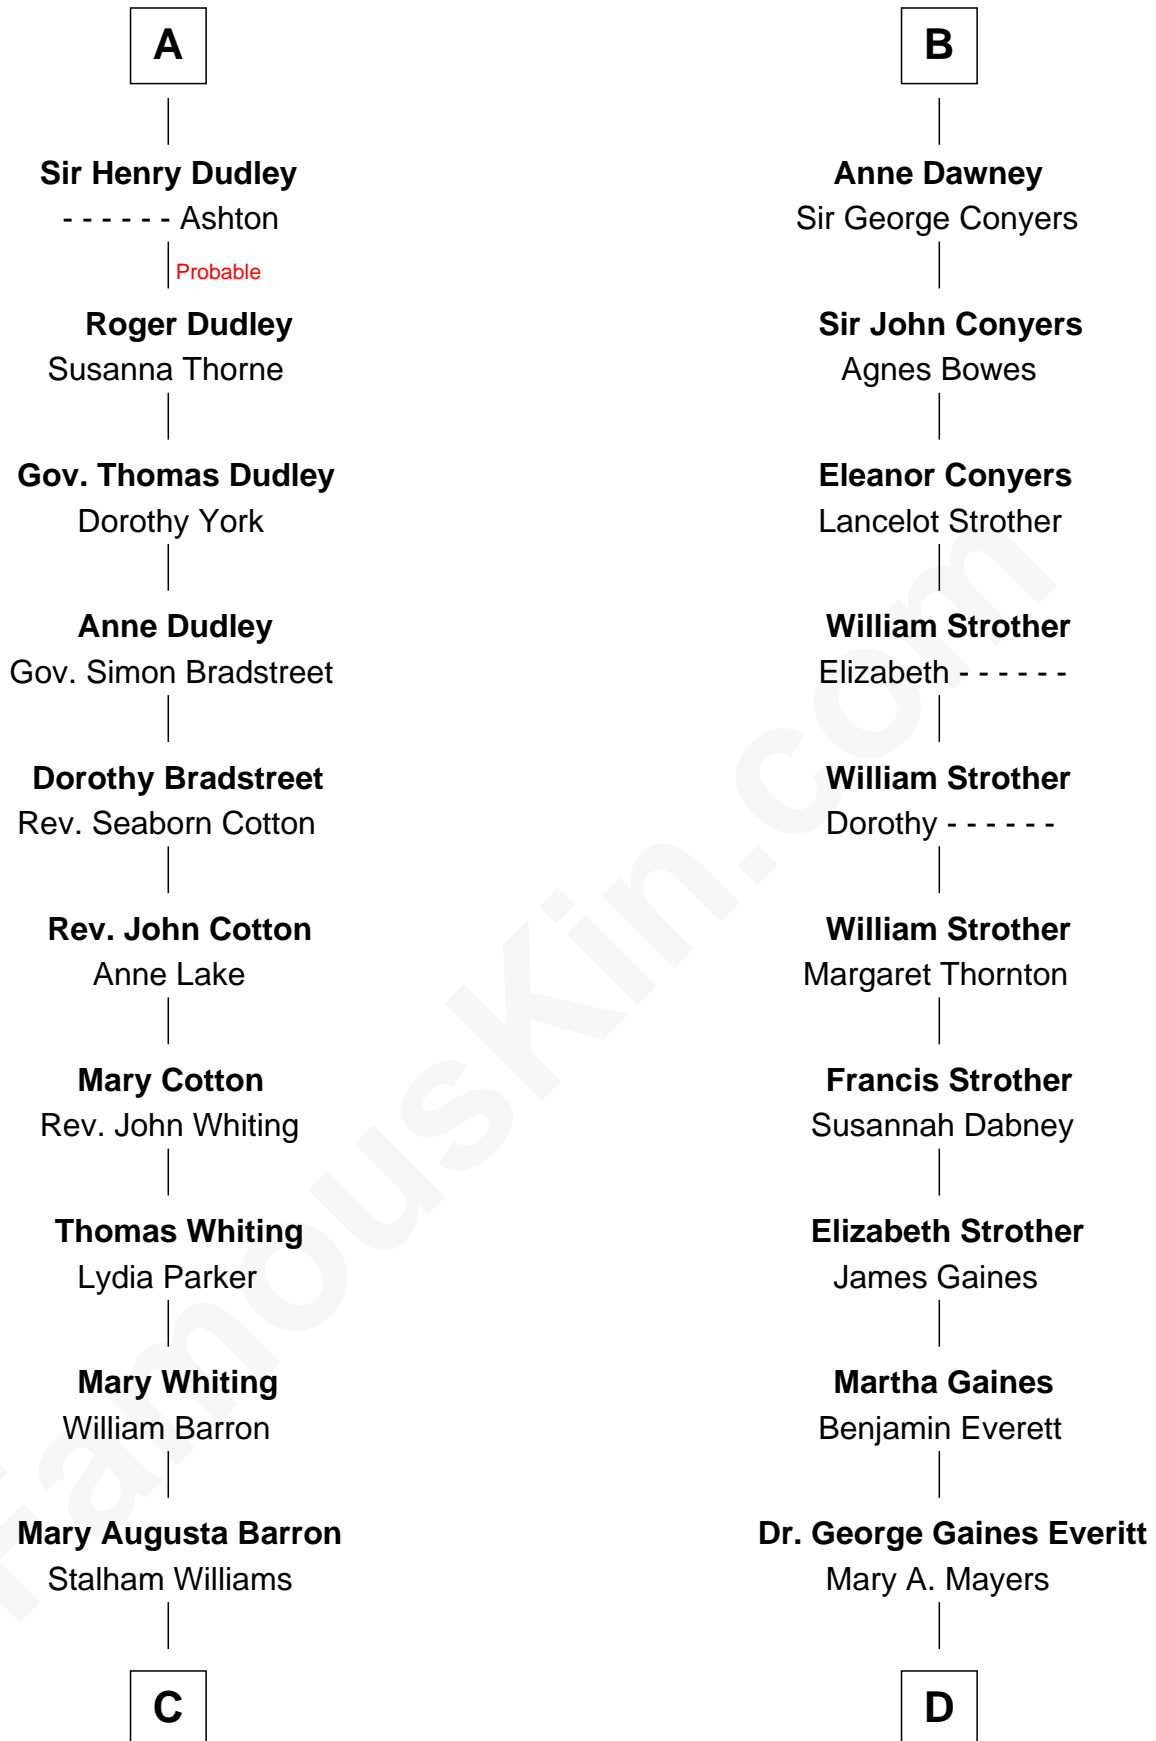 A
Sir Henry Dudley
- - - - - - Ashton
Probable
Roger Dudley
Susanna Thorne
Gov. Thomas Dudley
Dorothy York
Anne Dudley
Gov. Simon Bradstreet
Dorothy Bradstreet
Rev. Seaborn Cotton
Rev. John Cotton
Anne Lake
Mary Cotton
Rev. John Whiting
Thomas Whiting
Lydia Parker
Mary Whiting
William Barron
Mary Augusta Barron
Stalham Williams
C
B
Anne Dawney
Sir George Conyers
Sir John Conyers
Agnes Bowes
Eleanor Conyers
Lancelot Strother
William Strother
Elizabeth - - - - - -
William Strother
Dorothy - - - - - -
William Strother
Margaret Thornton
Francis Strother
Susannah Dabney
Elizabeth Strother
James Gaines
Martha Gaines
Benjamin Everett
Dr. George Gaines Everitt
Mary A. Mayers
D
FamousKin.com